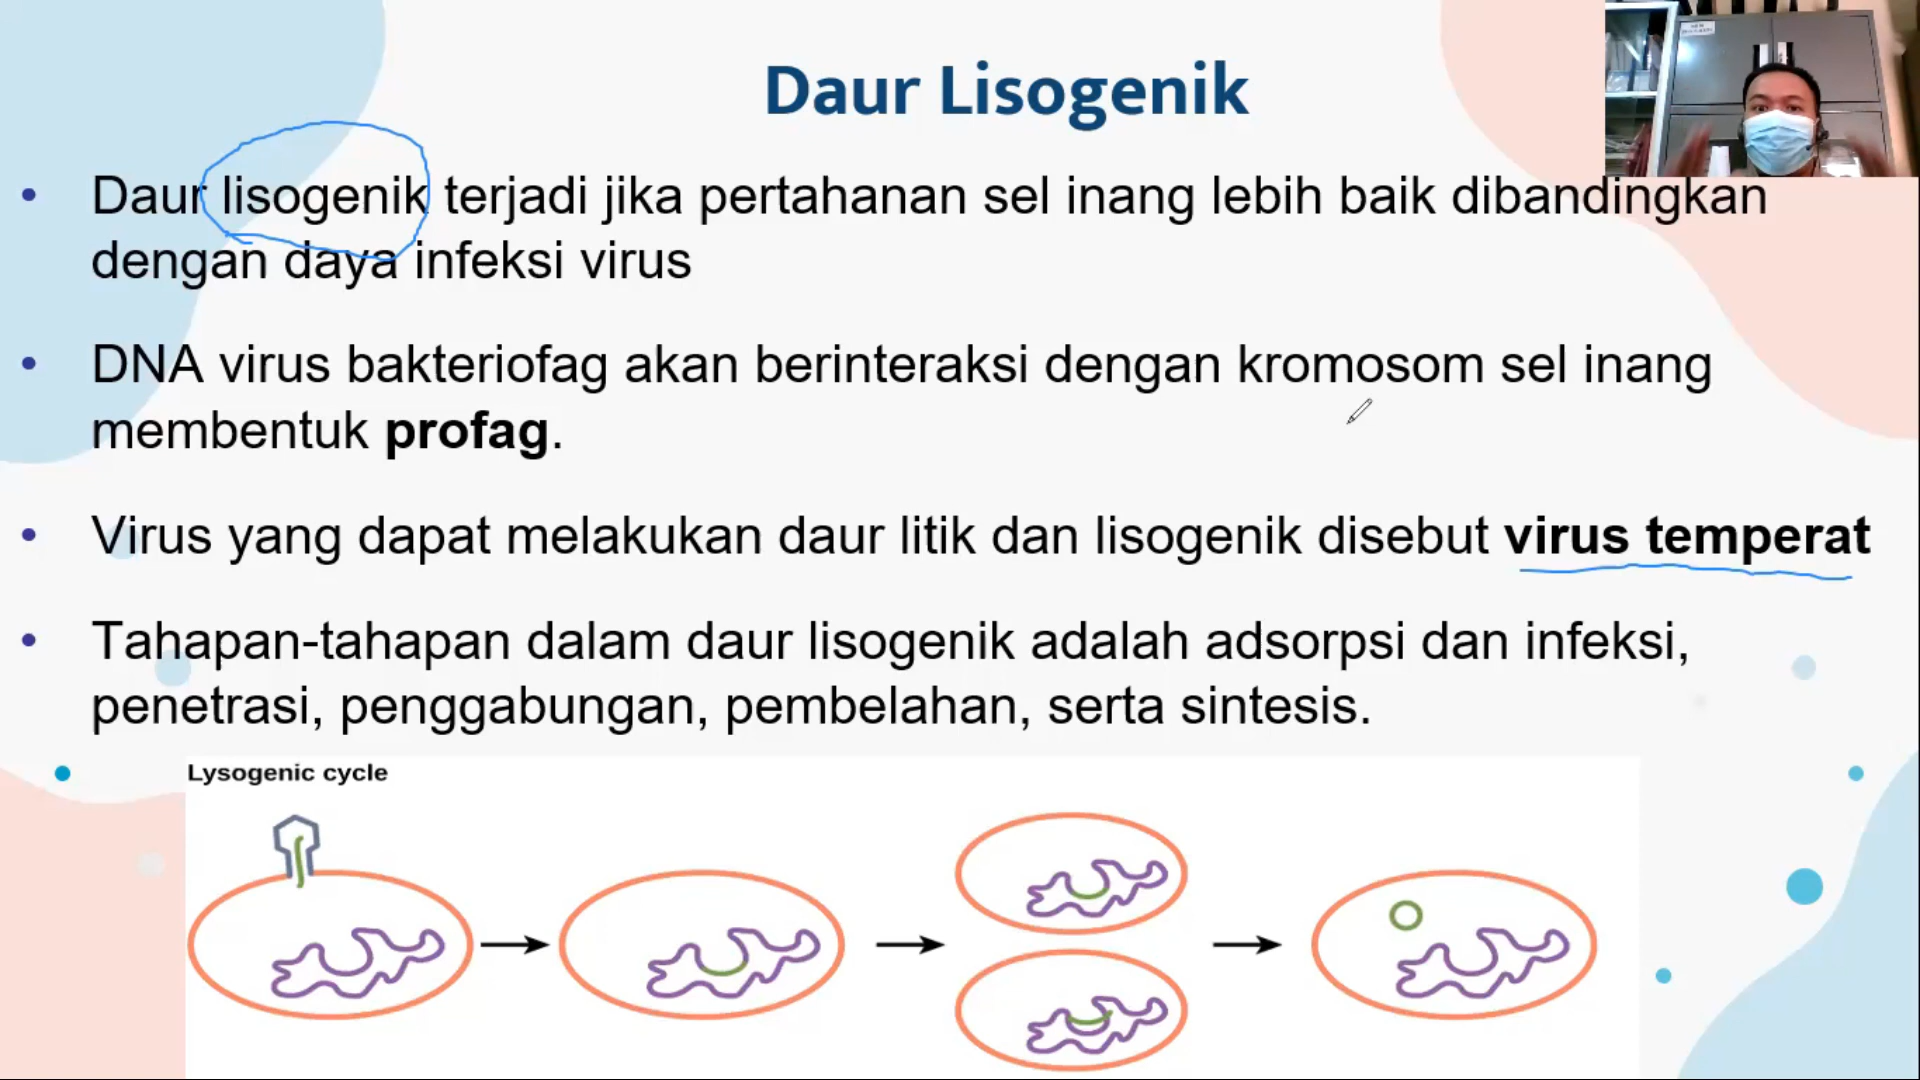 Daur Lisogenik
• Daur lisogenik terjadi jika pertahanan sel inang lebih baik dibandingkan
dengan daya infeksi virus
• DNA virus bakteriofag akan berinteraksi dengan kromosom sel inang
membentuk profag.
• Virus yang dapat melakukan daur litik dan lisogenik disebut virus temperat
• Tahapan-tahapan dalam daur lisogenik adalah adsorpsi dan infeksi,
penetrasi, penggabungan, pembelahan, serta sintesis.
Lysogenic cycle